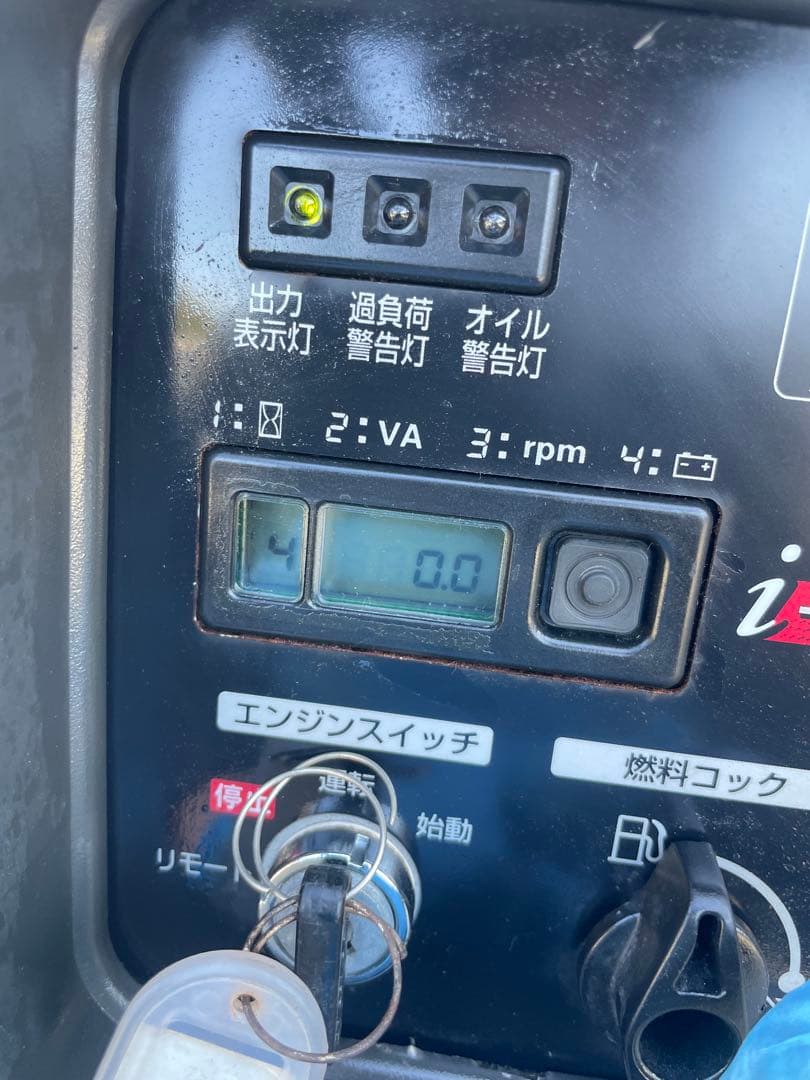 出力
表示灯
過負荷
警告灯
オイル
警告灯
1:
2:VA
3:rpm
4:
4
0.0
i-
エンジンスイッチ
燃料コック
停止
運転
始動
リモート